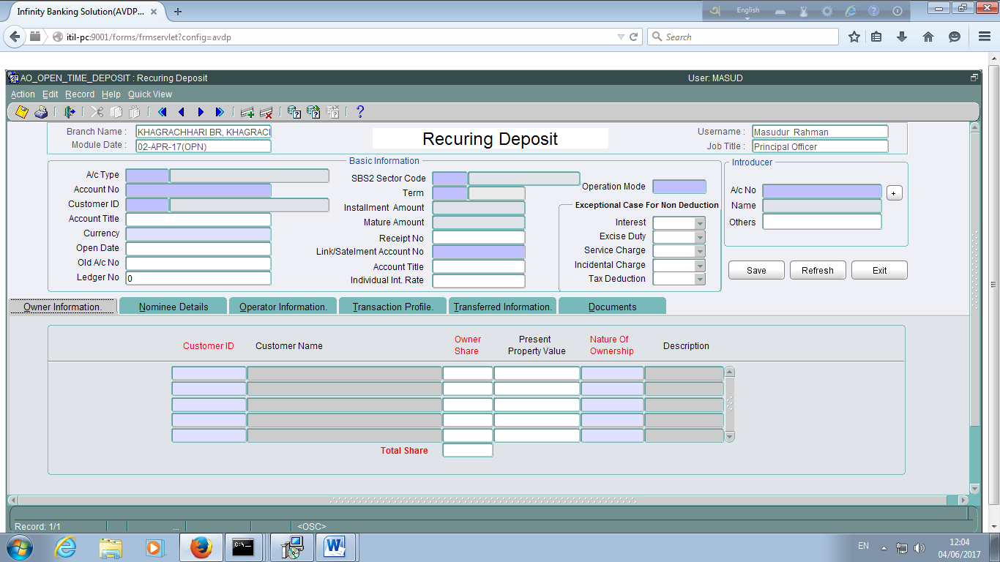 Infinity Banking Solution(AVDP...
English
itil-pc:9001/forms/frmservlet?config=avdp
Search
AO_OPEN_TIME_DEPOSIT : Recuring Deposit User: MASUD
Action Edit Record Help Quick View
Branch Name : KHAGRACHHARI BR, KHAGRACI
Module Date : 02-APR-17(OPN)
Recuring Deposit
Username : Masudur Rahman
Job Title : Principal Officer
Basic Information
A/c Type
Account No
Customer ID
Account Title
Currency
Open Date
Old A/c No
Ledger No 0
SBS2 Sector Code
Term
Installment Amount
Mature Amount
Receipt No
Link/Satelment Account No
Account Title
Individual Int. Rate
Operation Mode
Exceptional Case For Non Deduction
Interest
Excise Duty
Service Charge
Incidental Charge
Tax Deduction
Introducer
A/c No +
Name
Others
Save Refresh Exit
Owner Information. Nominee Details Operator Information. Transaction Profile. Transferred Information. Documents
Customer ID Customer Name Owner Share Present Property Value Nature Of Ownership Description
Total Share
Record: 1/1 ... <OSC>
EN 12:04
04/06/2017